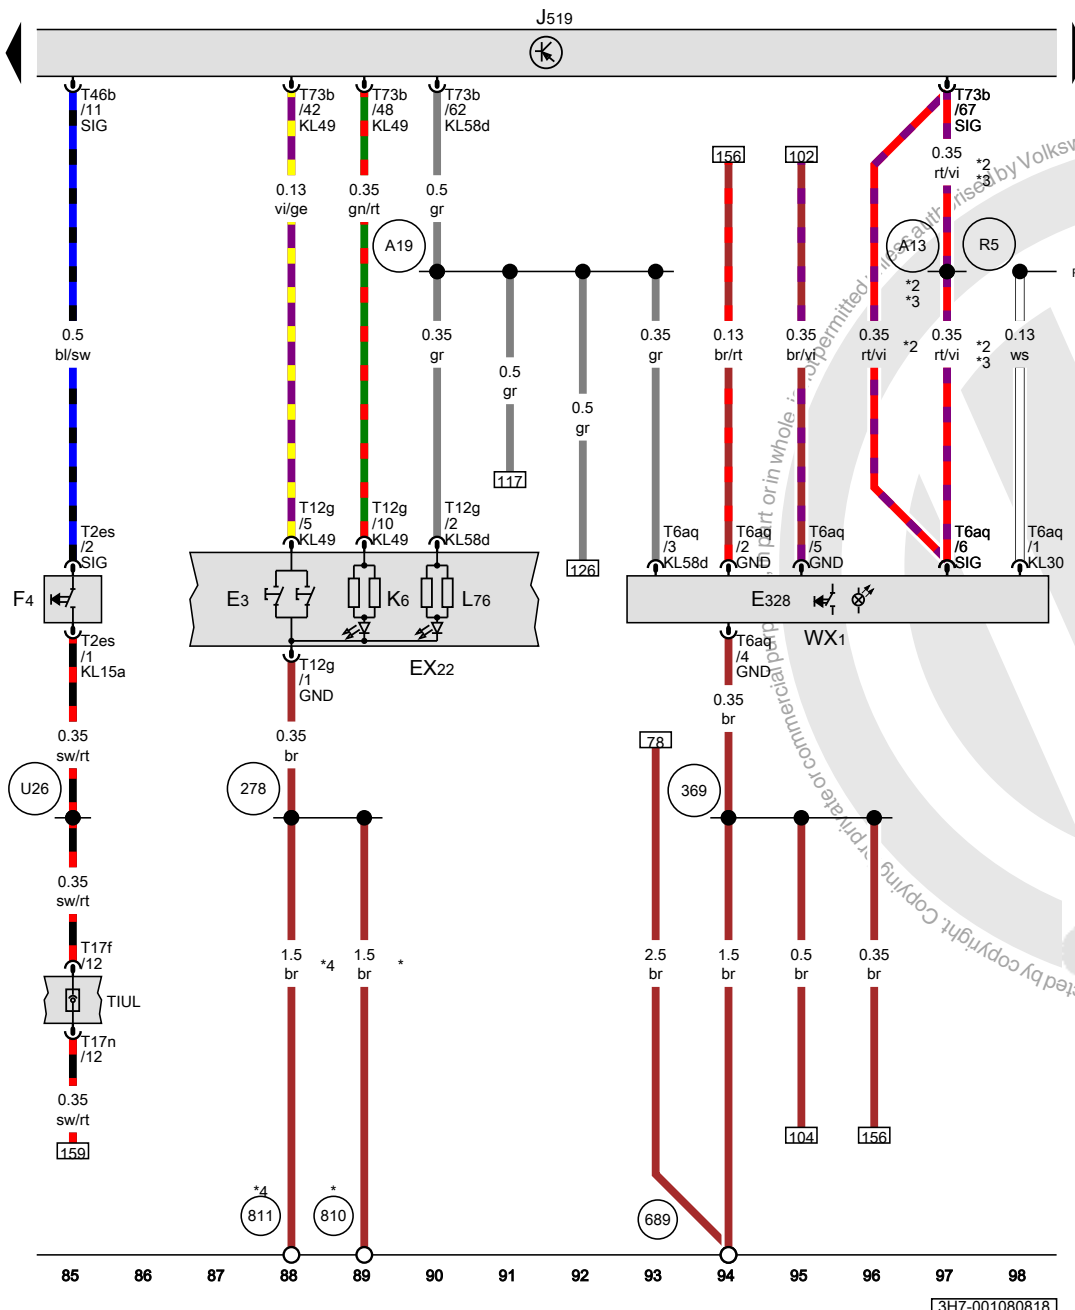 J519
T46b
/11
SIG
T73b
/42
KL49
T73b
/48
KL49
T73b
/62
KL58d
T73b
/67
SIG
156
102
0.13
vi/ge
0.35
gn/rt
0.5
gr
0.35
rt/vi
*2
*3
A19
A13
R5
*2
*3
0.5
bl/sw
0.35
gr
0.5
gr
0.5
gr
0.35
gr
0.13
br/rt
0.35
br/vi
0.35
rt/vi
*2
0.35
rt/vi
*2
*3
0.13
ws
117
126
T2es
/2
SIG
T12g
/5
KL49
T12g
/10
KL49
T12g
/2
KL58d
T6aq
/3
KL58d
T6aq
/2
GND
T6aq
/5
GND
T6aq
/6
SIG
T6aq
/1
KL30
F4
E3
K6
L76
E328
EX22
WX1
T2es
/1
KL15a
T12g
/1
GND
T6aq
/4
GND
0.35
sw/rt
0.35
br
0.35
br
78
U26
278
369
0.35
sw/rt
T17f
/12
1.5
br
*4
1.5
br
*
2.5
br
1.5
br
0.5
br
0.35
br
TIUL
T17n
/12
0.35
sw/rt
159
104
156
*4
811
*
810
689
85 86 87 88 89 90 91 92 93 94 95 96 97 98
3H7-001080818